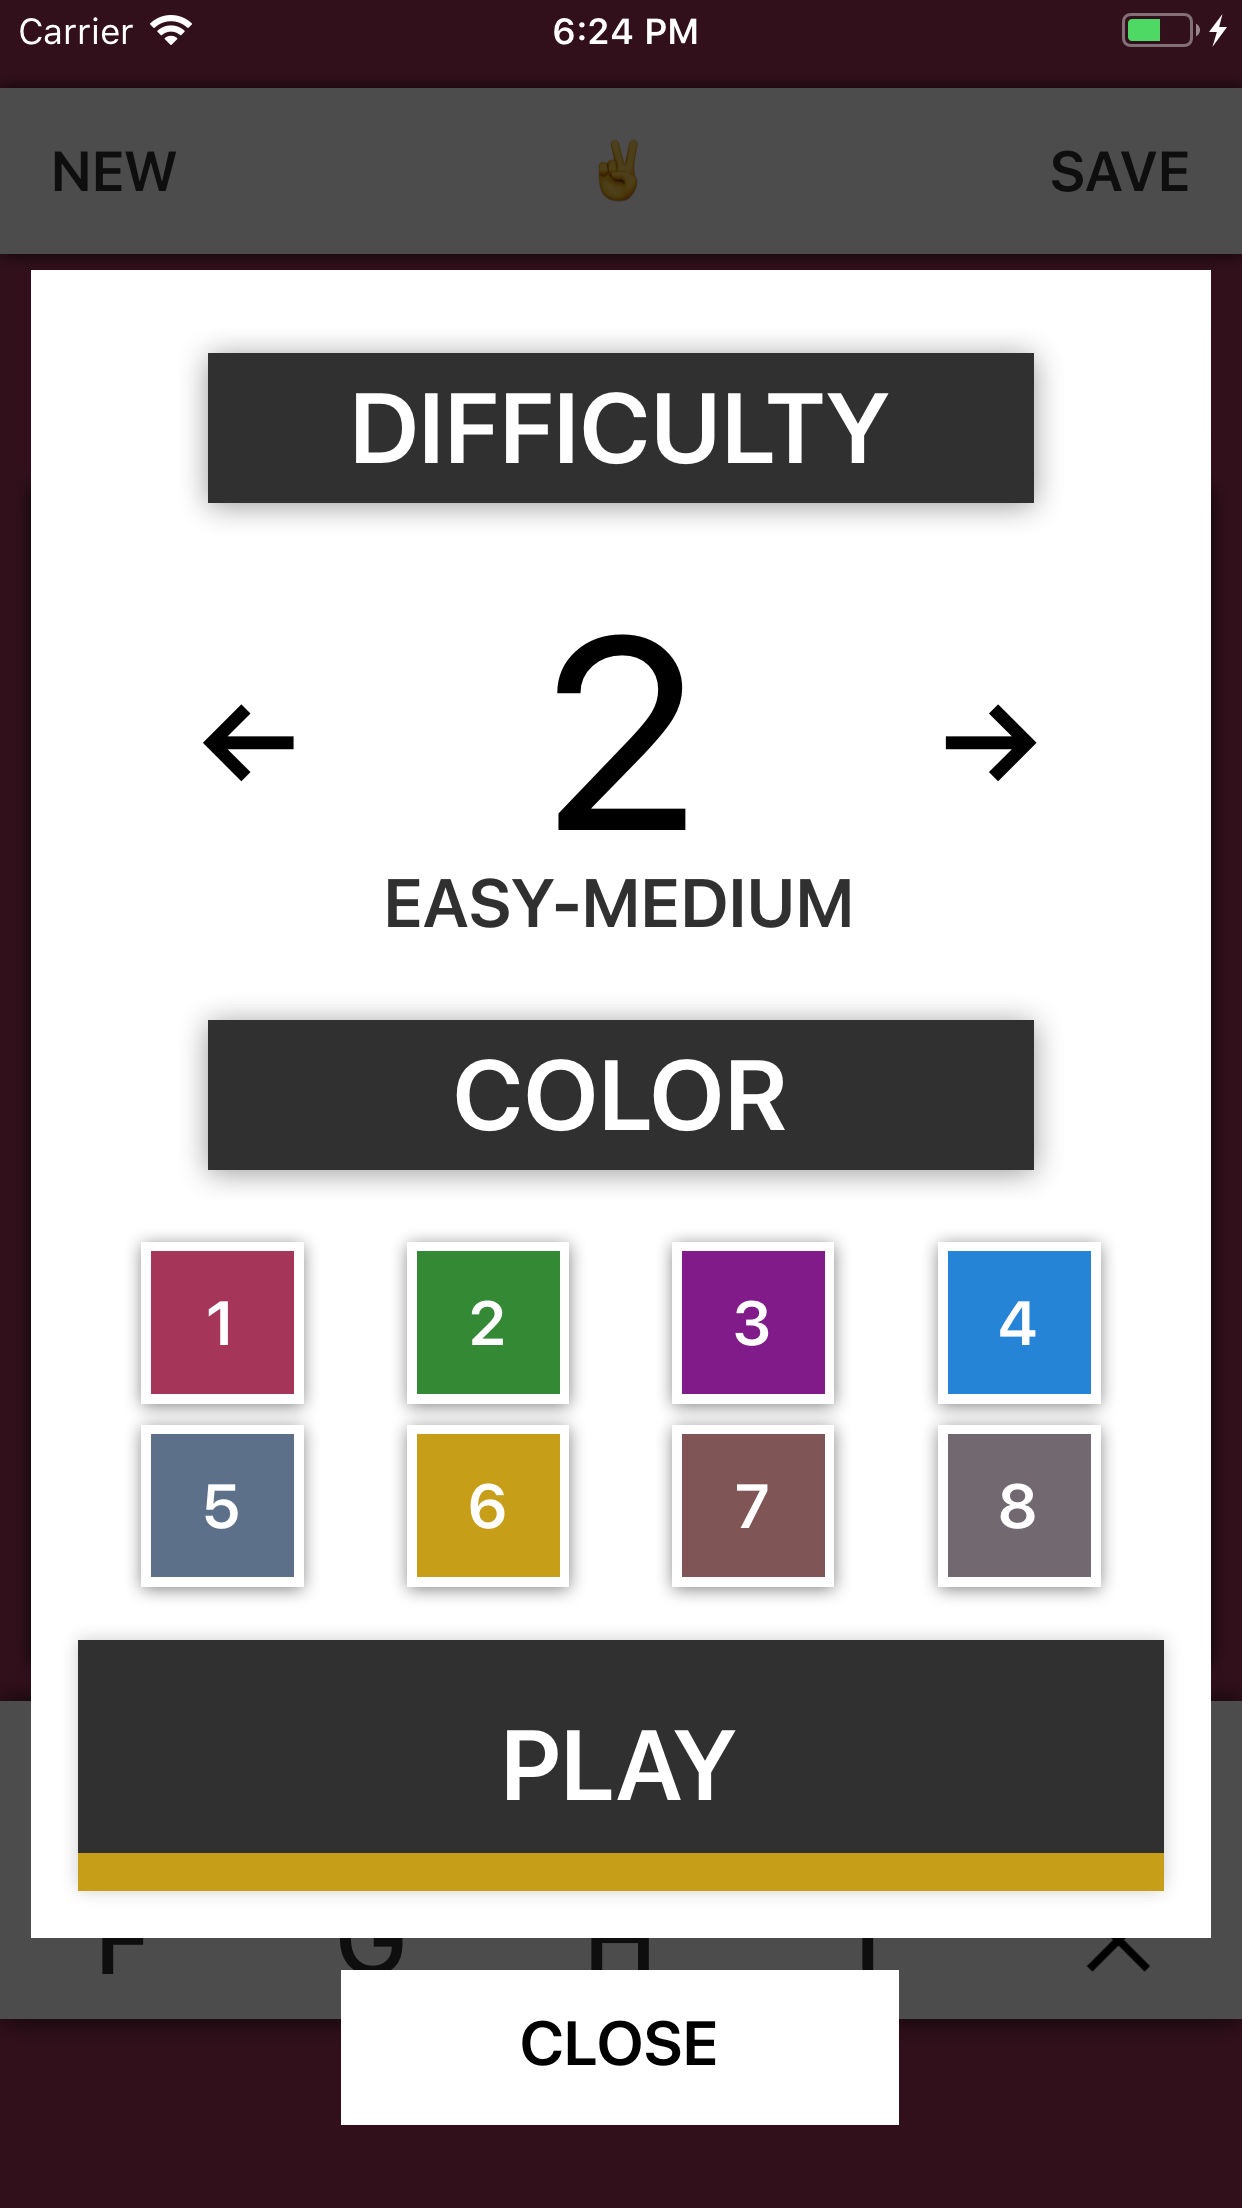 Carrier 6:24 PM
NEW ✌️ SAVE
DIFFICULTY
← 2 →
EASY-MEDIUM
COLOR
1 2 3 4
5 6 7 8
PLAY
F G H I
CLOSE